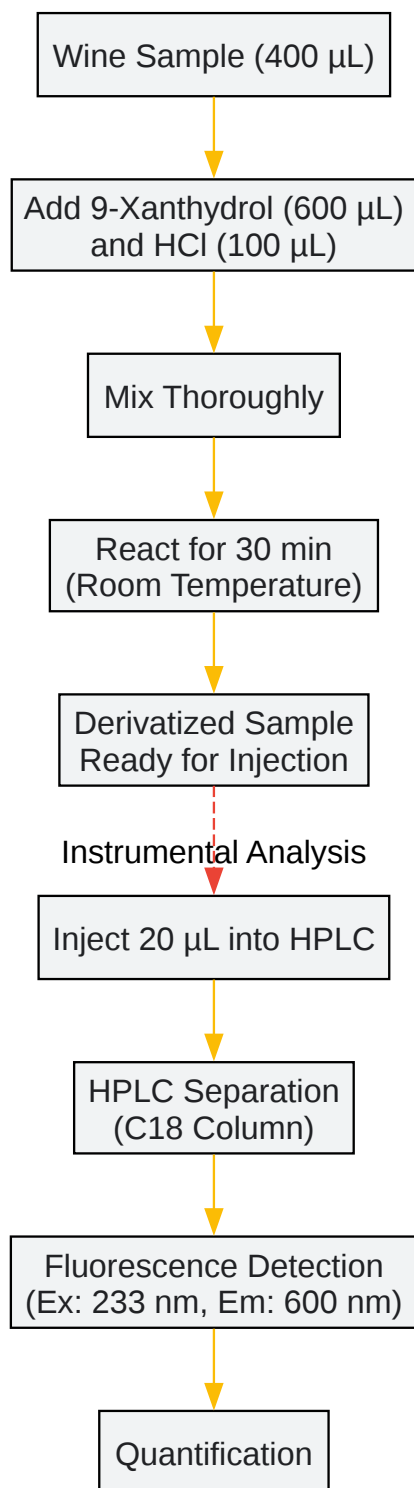 Wine Sample (400 µL)
Add 9-Xanthydrol (600 µL)
and HCl (100 µL)
Mix Thoroughly
React for 30 min
(Room Temperature)
Derivatized Sample
Ready for Injection
Instrumental Analysis
Inject 20 µL into HPLC
HPLC Separation
(C18 Column)
Fluorescence Detection
(Ex: 233 nm, Em: 600 nm)
Quantification